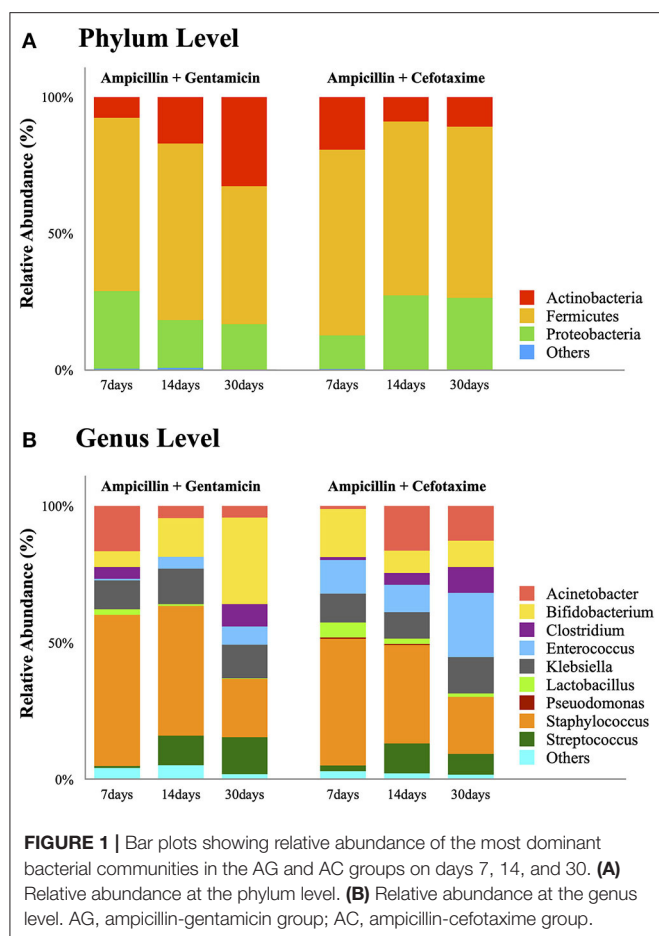 A Phylum Level
Ampicillin + Gentamicin Ampicillin + Cefotaxime
Relative Abundance (%)
100%
50%
0%
7days 14days 30days 7days 14days 30days
Actinobacteria
Fermicutes
Proteobacteria
Others
B Genus Level
Ampicillin + Gentamicin Ampicillin + Cefotaxime
Relative Abundance (%)
100%
50%
0%
7days 14days 30days 7days 14days 30days
Acinetobacter
Bifidobacterium
Clostridium
Enterococcus
Klebsiella
Lactobacillus
Pseudomonas
Staphylococcus
Streptococcus
Others
FIGURE 1 | Bar plots showing relative abundance of the most dominant
bacterial communities in the AG and AC groups on days 7, 14, and 30. (A)
Relative abundance at the phylum level. (B) Relative abundance at the genus
level. AG, ampicillin-gentamicin group; AC, ampicillin-cefotaxime group.